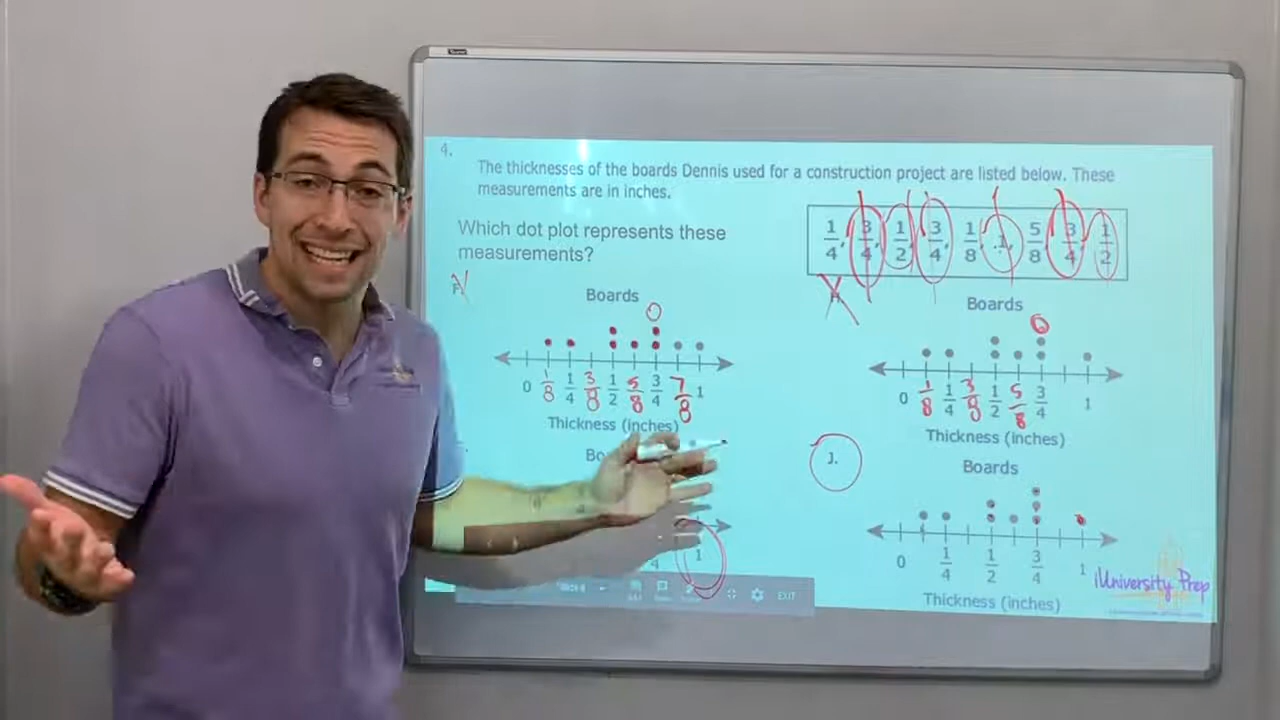 4.
The thicknesses of the boards Dennis used for a construction project are listed below. These
measurements are in inches.
Which dot plot represents these
measurements?
1/4, 3/4, 1/2, 3/4, 1/8, 1, 5/8, 3/4, 1/2
Boards
0 1/8 1/4 3/8 1/2 5/8 3/4 7/8 1
Thickness (inches)
Boards
0 1/8 1/4 3/8 1/2 5/8 3/4 1
Thickness (inches)
1
J.
Boards
0 1/4 1/2 3/4 1
Thickness (inches)
iUniversity Prep
EXIT